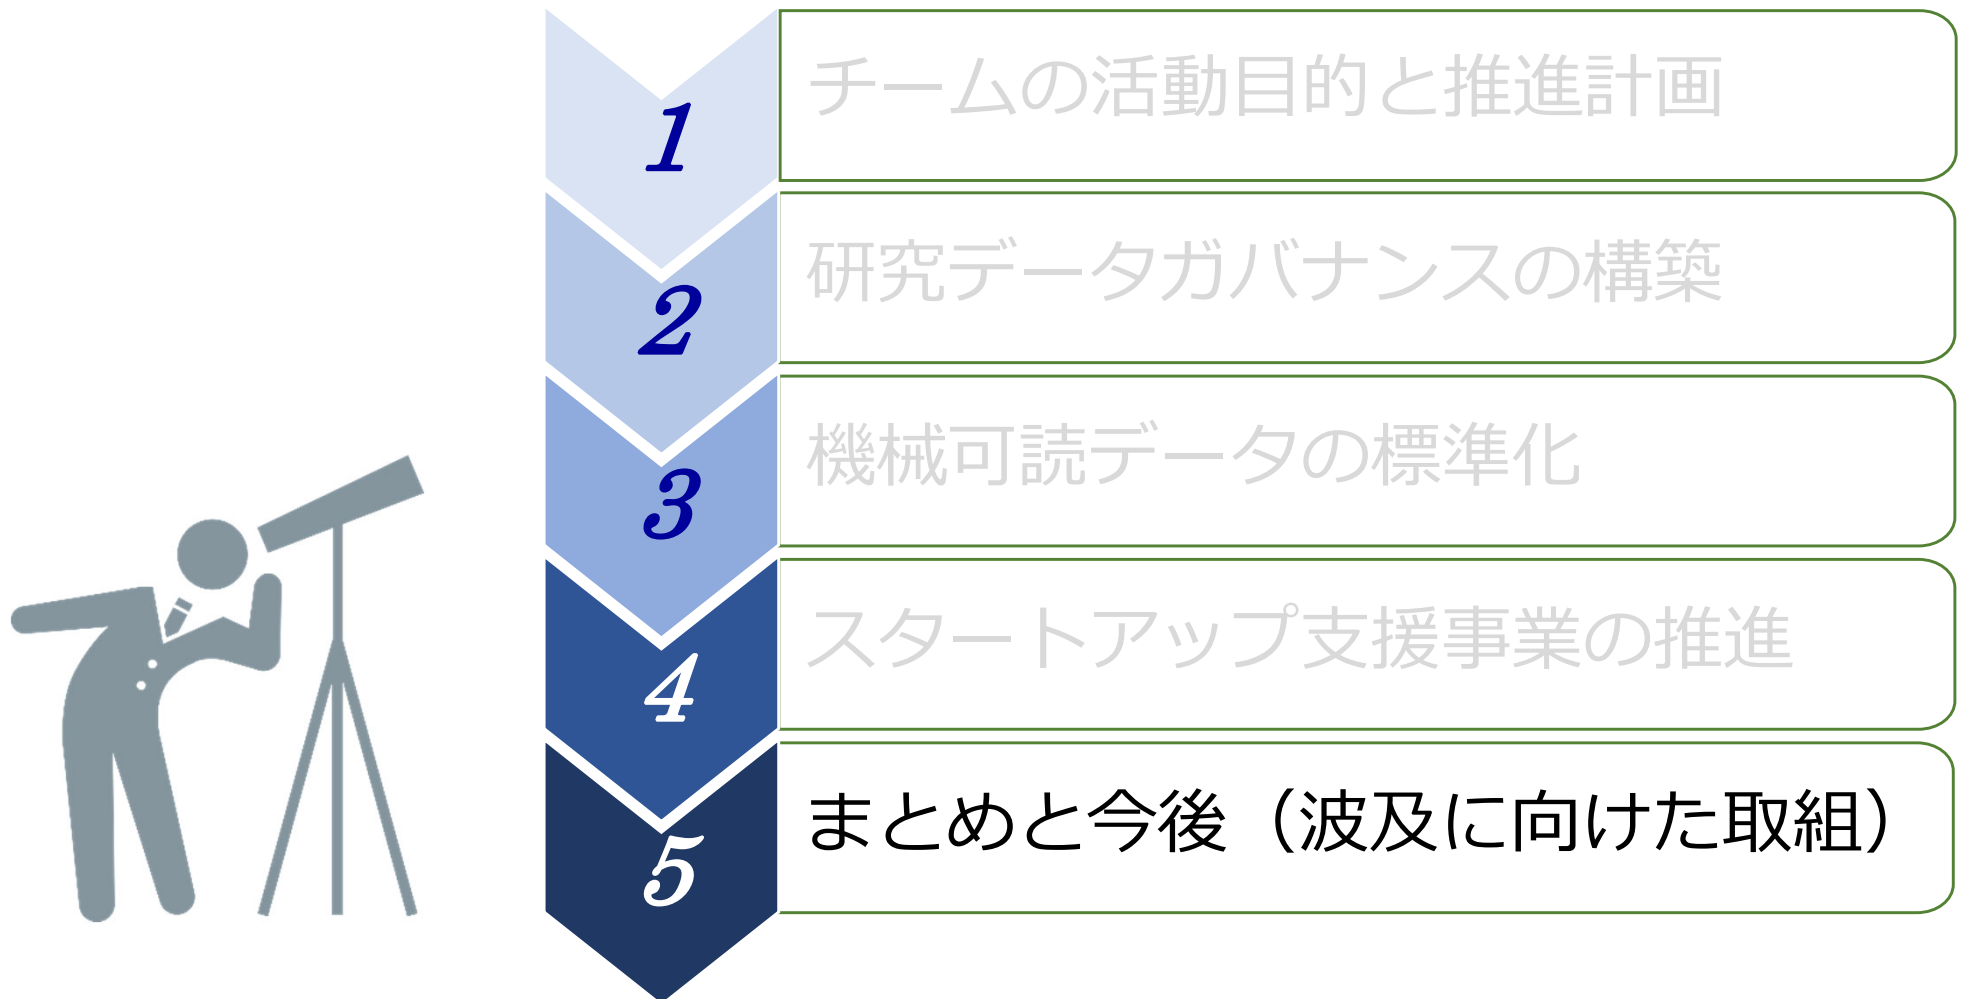 1
チームの活動目的と推進計画
2
研究データガバナンスの構築
3
機械可読データの標準化
4
スタートアップ支援事業の推進
5
まとめと今後（波及に向けた取組）